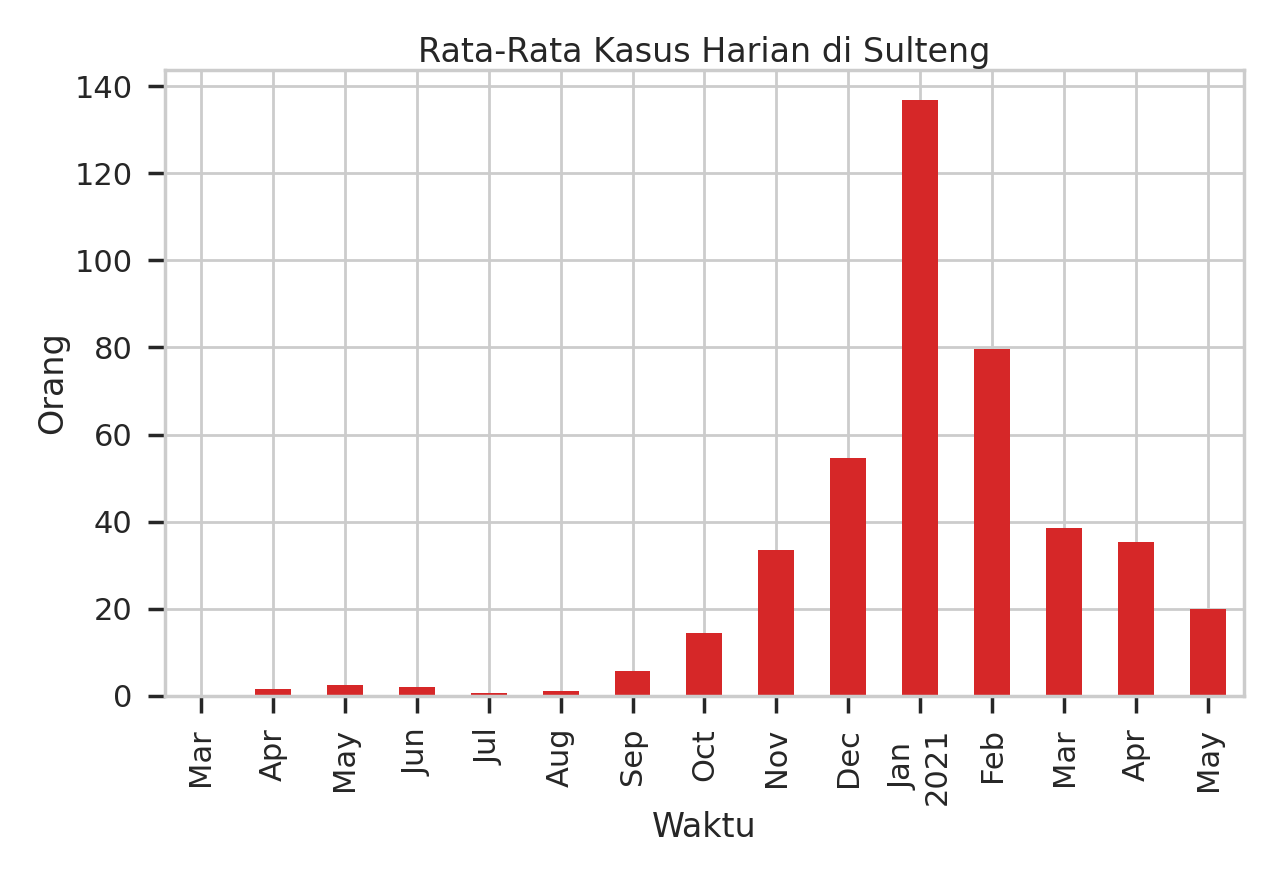 Rata-Rata Kasus Harian di Sulteng
140
120
100
80
60
40
20
0
Orang
Mar
Apr
May
Jun
Jul
Aug
Sep
Oct
Nov
Dec
Jan
2021
Feb
Mar
Apr
May
Waktu